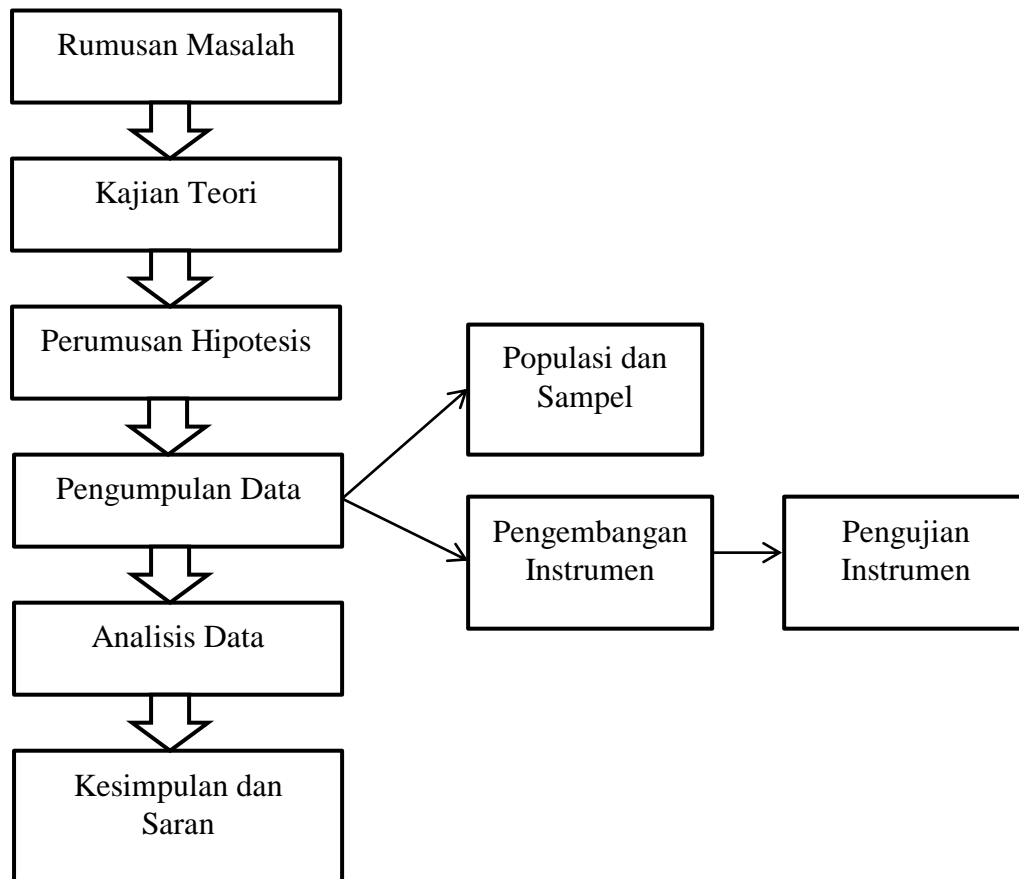 Rumusan Masalah
Kajian Teori
Perumusan Hipotesis
Populasi dan
Sampel
Pengumpulan Data
Pengembangan
Instrumen
Pengujian
Instrumen
Analisis Data
Kesimpulan dan
Saran